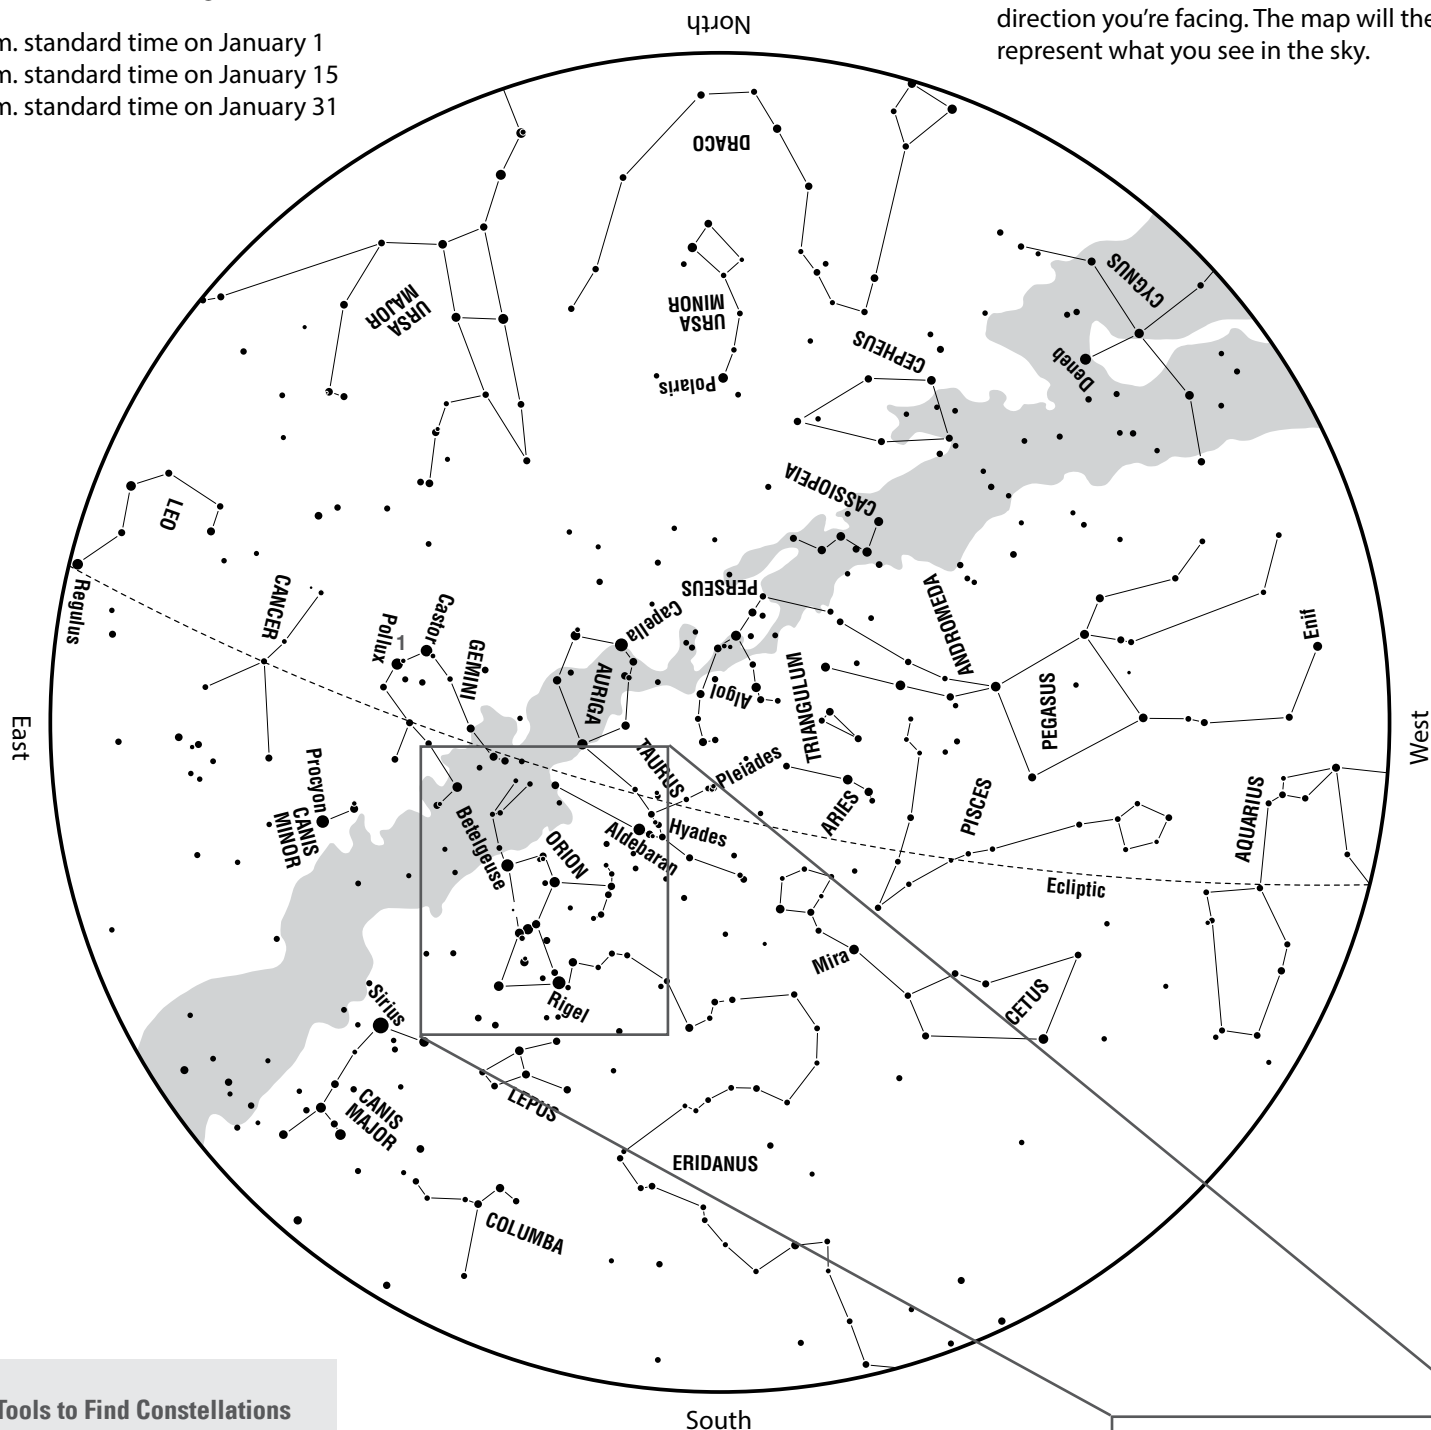 North
m. standard time on January 1
m. standard time on January 15
m. standard time on January 31
direction you're facing. The map will the
represent what you see in the sky.
DRACO
URSA
MAJOR
URSA
MINOR
Polaris
CEPHEUS
CYGNUS
Deneb
CASSIOPEIA
LEO
Regulus
CANCER
Pollux
1
Castor
GEMINI
Capella
PERSEUS
AURIGA
Algol
TRIANGULUM
ANDROMEDA
PEGASUS
Enif
East
West
Procyon
CANIS
MINOR
TAURUS
Pleiades
Hyades
Aldebaran
ARIES
PISCES
AQUARIUS
Betelgeuse
ORION
Rigel
Ecliptic
Mira
CETUS
Sirius
CANIS
MAJOR
LEPUS
ERIDANUS
COLUMBA
Tools to Find Constellations
South